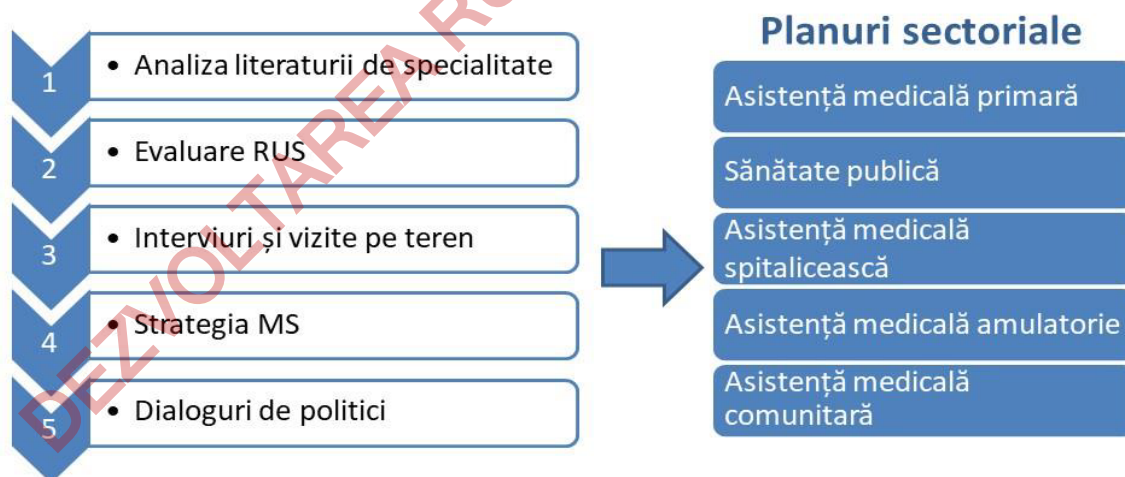 1
• Analiza literaturii de specialitate
2
• Evaluare RUS
3
• Interviuri și vizite pe teren
4
• Strategia MS
5
• Dialoguri de politici
Planuri sectoriale
Asistență medicală primară
Sănătate publică
Asistență medicală
spitalicească
Asistență medicală amulatorie
Asistență medicală
comunitară
DEZVOLTAREA